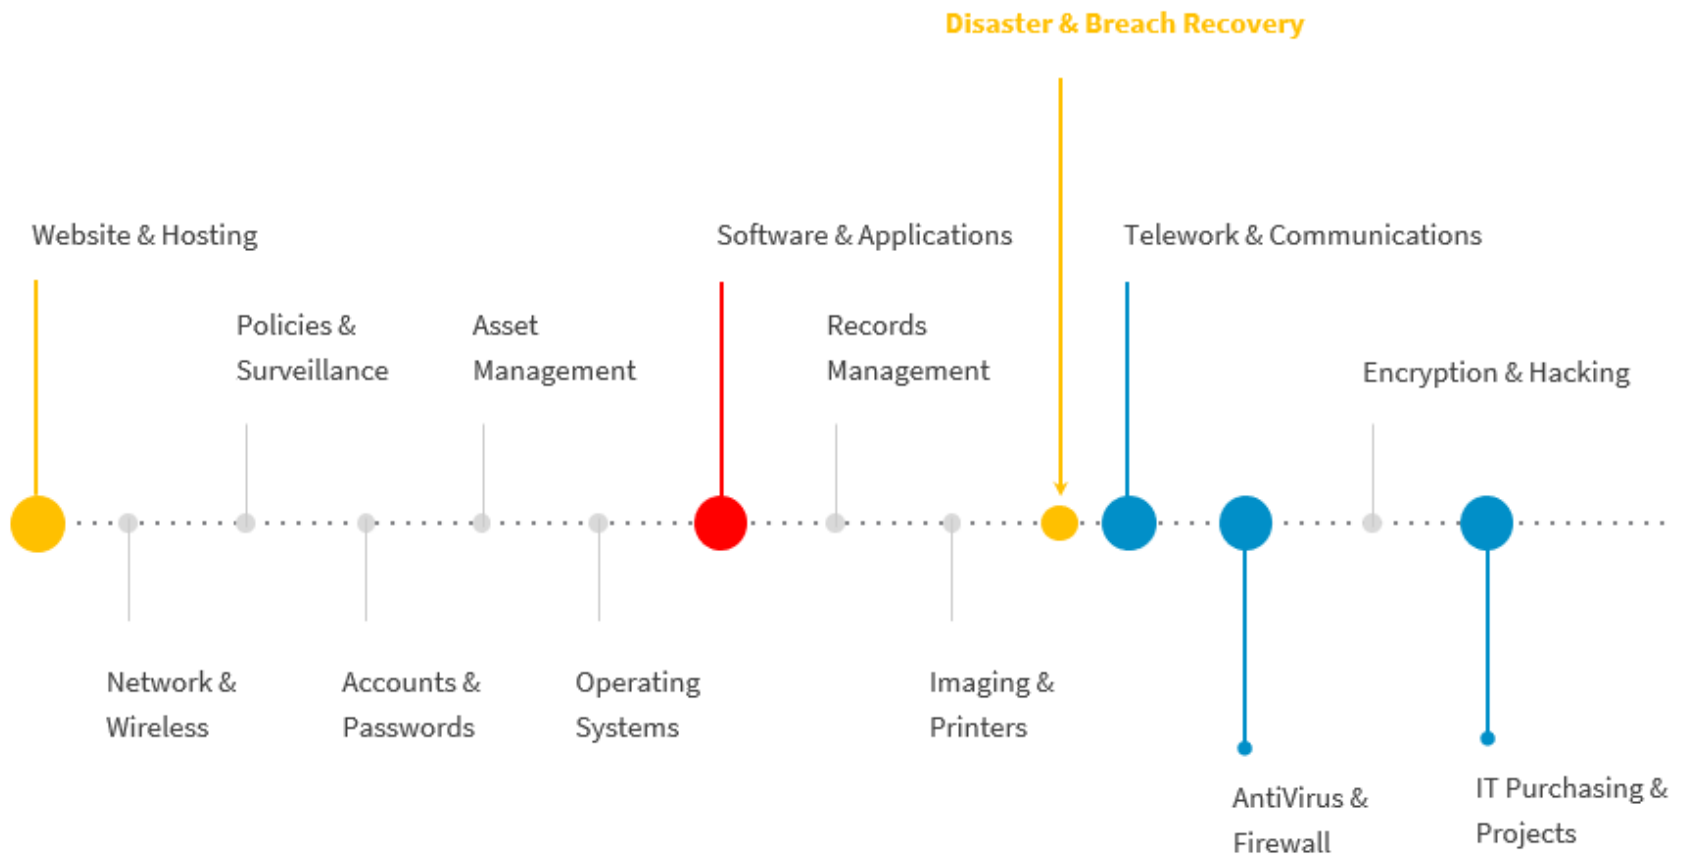 Disaster & Breach Recovery
Website & Hosting
Software & Applications
Telework & Communications
Policies &
Surveillance
Asset
Management
Records
Management
Encryption & Hacking
Network &
Wireless
Accounts &
Passwords
Operating
Systems
Imaging &
Printers
AntiVirus &
Firewall
IT Purchasing &
Projects